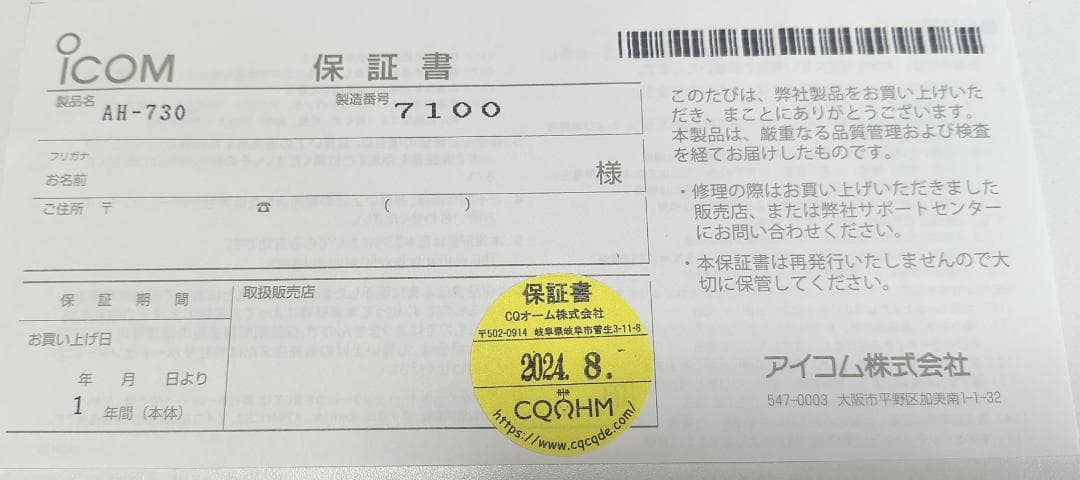 iCOM
保証書
製品名 AH-730 製造番号 7100
フリガナ
お名前 様
ご住所 〒 ☎ ( )
保証期間
お買い上げ日
年 月 日より
1 年間(本体)
取扱販売店
保証書
CQオーム株式会社
〒502-0914 岐阜県岐阜市菅生3-11-8
2024. 8.
CQOHM
https://www.cqcqde.com/
このたびは、弊社製品をお買い上げいた
だき、まことにありがとうございます。
本製品は、厳重なる品質管理および検査
を経てお届けしたものです。
・修理の際はお買い上げいただきました
販売店、または弊社サポートセンター
にお問い合わせください。
・本保証書は再発行いたしませんので大
切に保管してください。
アイコム株式会社
547-0003 大阪市平野区加美南1-1-32